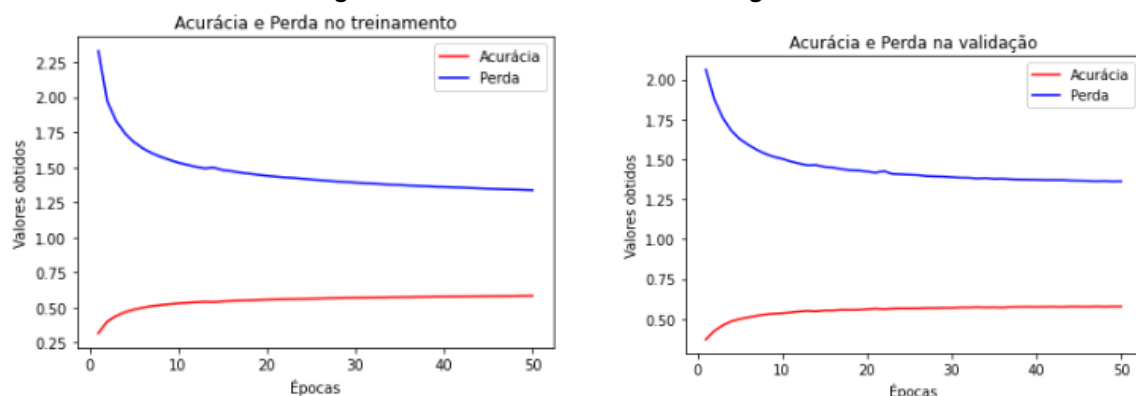 Acurácia e Perda no treinamento
Acurácia
Perda
2.25
2.00
1.75
1.50
1.25
1.00
0.75
0.50
0.25
Valores obtidos
0 10 20 30 40 50
Épocas
Acurácia e Perda na validação
Acurácia
Perda
2.00
1.75
1.50
1.25
1.00
0.75
0.50
Valores obtidos
0 10 20 30 40 50
Épocas